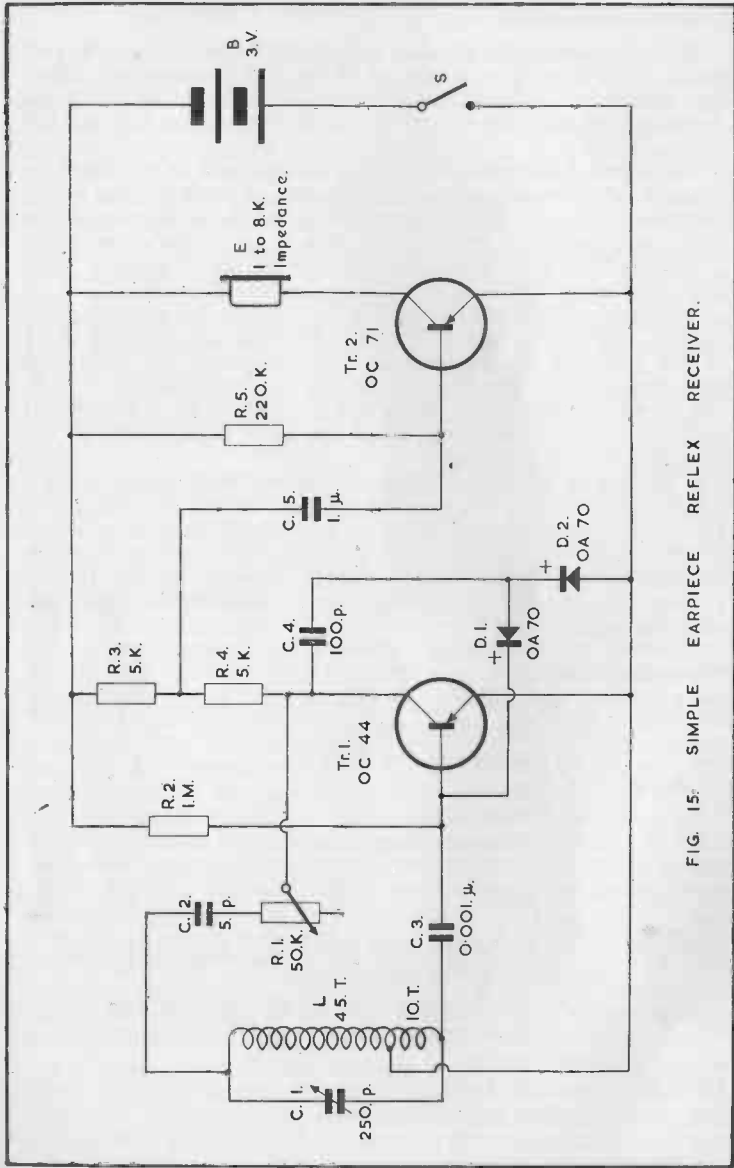 B
3.V.
S
E
1 to 8.K.
Impedance.
Tr. 2.
OC 71
R.5.
220.K.
C. 5.
1. µ.
D. 2.
OA 70
+
R.3.
5.K.
R.4.
5.K.
C. 4.
100.p.
D. 1.
OA 70
+
Tr.1.
OC 44
R.2.
1.M.
C. 2.
5. p.
R. 1.
50.K.
C. 3.
0·001. µ.
L
45.T.
10.T.
C. 1.
250. p.
FIG. 15. SIMPLE EARPIECE REFLEX RECEIVER.